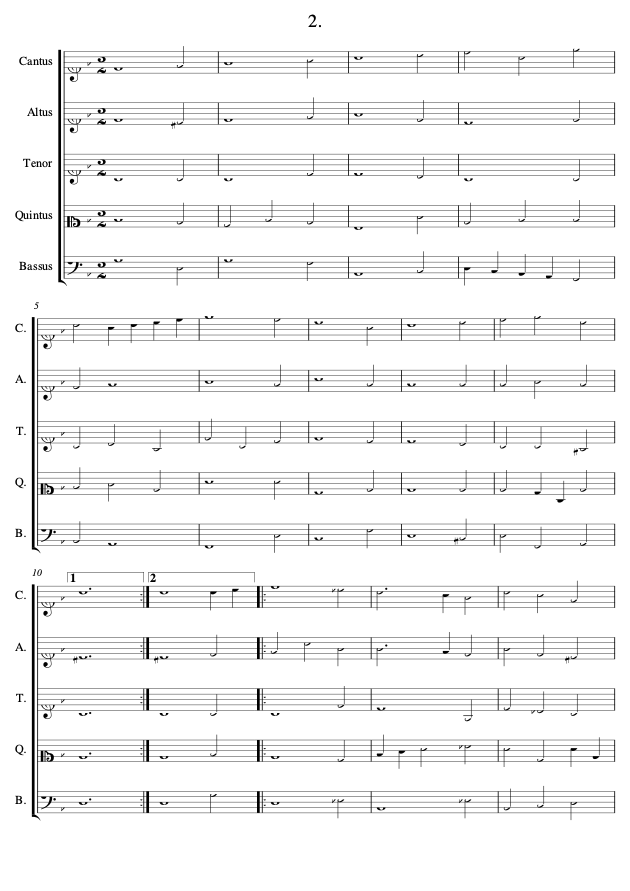 2.
Cantus
Altus
Tenor
Quintus
Bassus
5
C.
A.
T.
Q.
B.
10
1
2
C.
A.
T.
Q.
B.